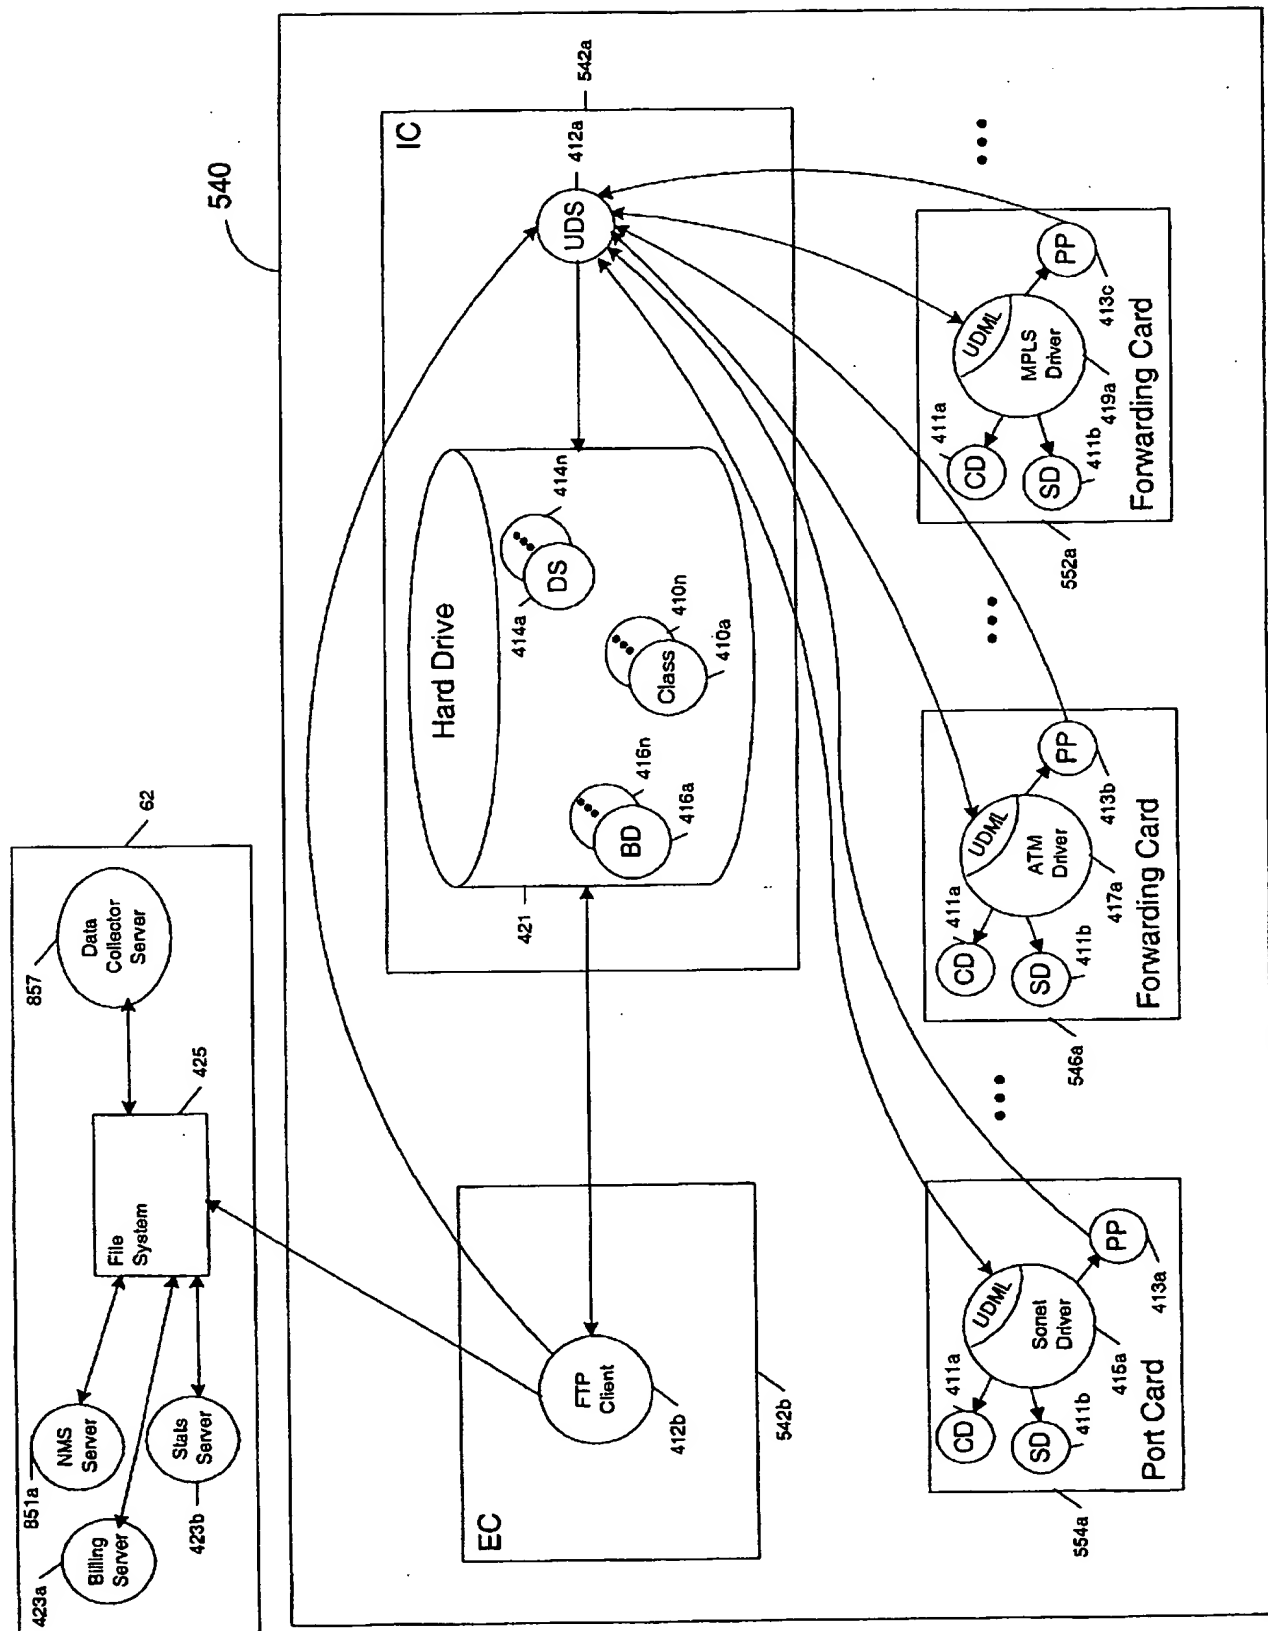 62
857
Data
Collector
Server
425
File
System
851a
NMS
Server
423a
Billing
Server
Stats
Server
423b
540
EC
FTP
Client
412b
542b
IC
542a
UDS
412a
Hard Drive
421
DS
414a
414n
Class
410a
410n
BD
416a
416n
Port Card
554a
UDML
Sonet
Driver
415a
CD
411a
SD
411b
PP
413a
•••
Forwarding Card
546a
UDML
ATM
Driver
417a
CD
411a
SD
411b
PP
413b
•••
Forwarding Card
552a
UDML
MPLS
Driver
419a
CD
411a
SD
411b
PP
413c
•••